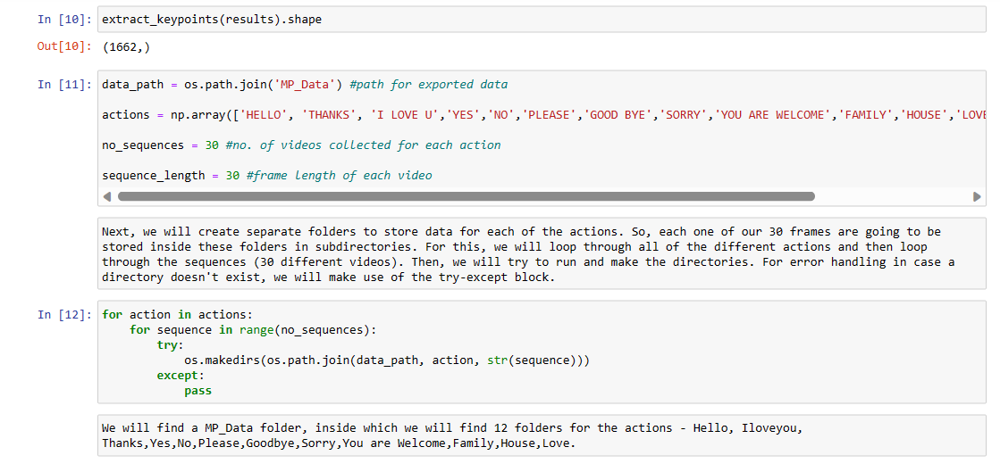 In [10]: extract_keypoints(results).shape
Out[10]: (1662,)
In [11]: data_path = os.path.join('MP_Data') #path for exported data
actions = np.array(['HELLO', 'THANKS', 'I LOVE U','YES','NO','PLEASE','GOOD BYE','SORRY','YOU ARE WELCOME','FAMILY','HOUSE','LOVE
no_sequences = 30 #no. of videos collected for each action
sequence_length = 30 #frame length of each video
Next, we will create separate folders to store data for each of the actions. So, each one of our 30 frames are going to be
stored inside these folders in subdirectories. For this, we will loop through all of the different actions and then loop
through the sequences (30 different videos). Then, we will try to run and make the directories. For error handling in case a
directory doesn't exist, we will make use of the try-except block.
In [12]: for action in actions:
    for sequence in range(no_sequences):
        try:
            os.makedirs(os.path.join(data_path, action, str(sequence)))
        except:
            pass
We will find a MP_Data folder, inside which we will find 12 folders for the actions - Hello, Iloveyou,
Thanks,Yes,No,Please,Goodbye,Sorry,You are Welcome,Family,House,Love.